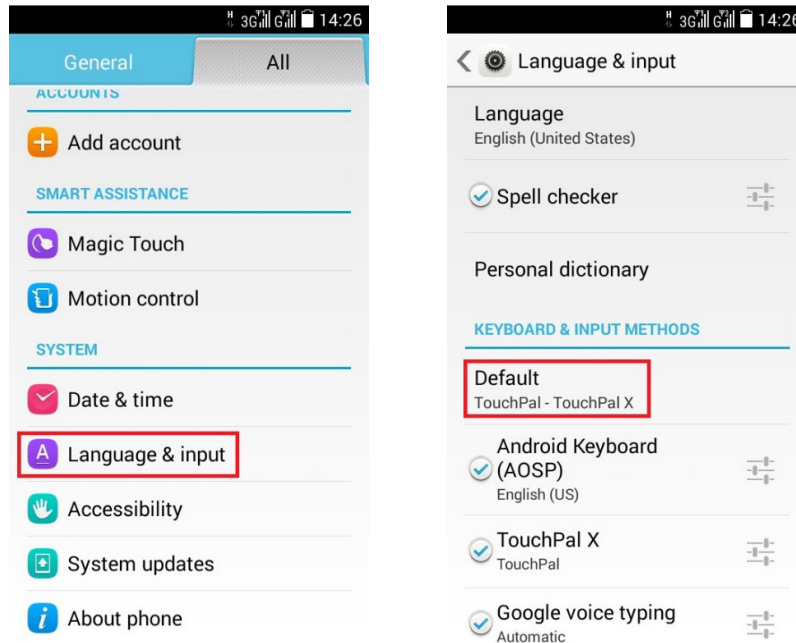 H 3G G 14:26
General All
ACCOUNTS
Add account
SMART ASSISTANCE
Magic Touch
Motion control
SYSTEM
Date & time
A Language & input
Accessibility
System updates
i About phone
H 3G G 14:26
Language & input
Language
English (United States)
Spell checker
Personal dictionary
KEYBOARD & INPUT METHODS
Default
TouchPal - TouchPal X
Android Keyboard
(AOSP)
English (US)
TouchPal X
TouchPal
Google voice typing
Automatic